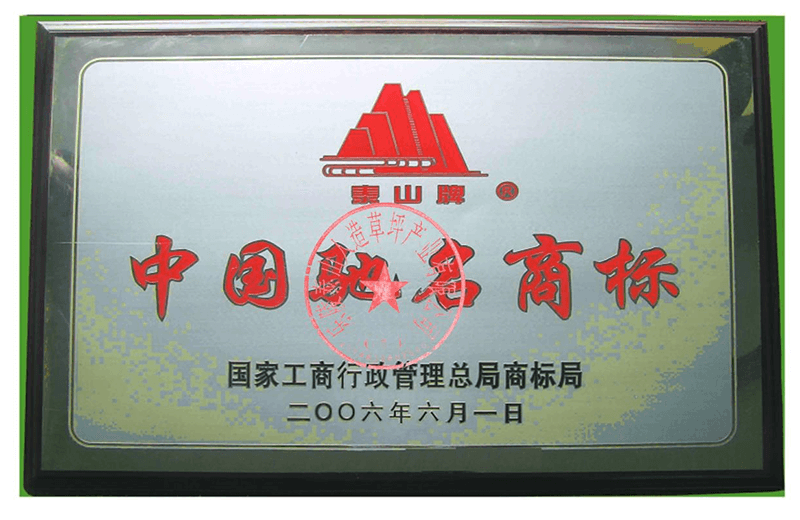 泰山牌®
中国驰名商标
国家工商行政管理总局商标局
二〇〇六年六月一日